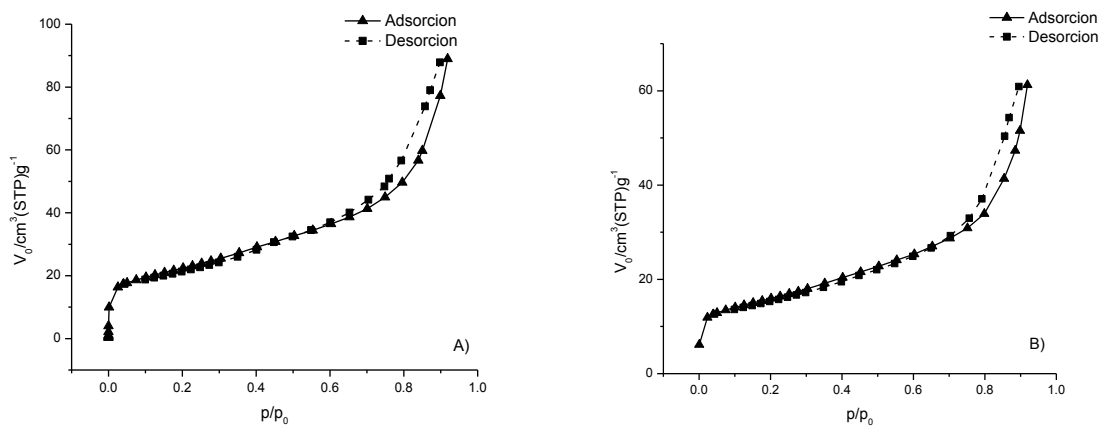 Adsorcion
Desorcion
100
80
60
40
20
0
V₀/cm³(STP)g⁻¹
A)
0.0 0.2 0.4 0.6 0.8 1.0
p/p₀
Adsorcion
Desorcion
60
40
20
0
V₀/cm³(STP)g⁻¹
B)
0.0 0.2 0.4 0.6 0.8 1.0
p/p₀